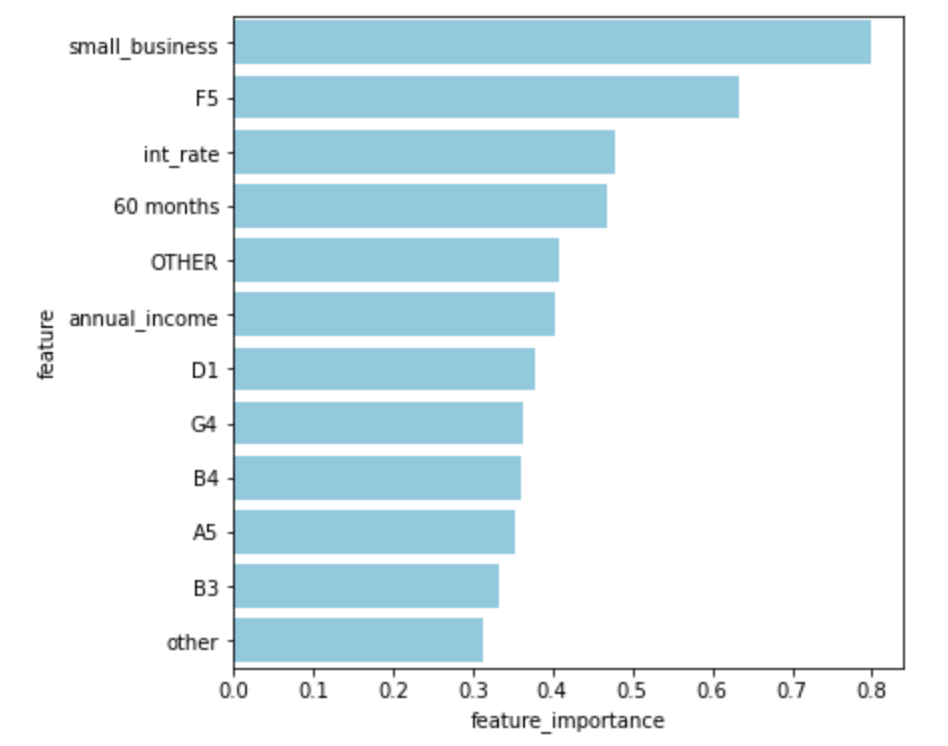 small_business
F5
int_rate
60 months
OTHER
annual_income
D1
G4
B4
A5
B3
other
feature
0.0 0.1 0.2 0.3 0.4 0.5 0.6 0.7 0.8
feature_importance